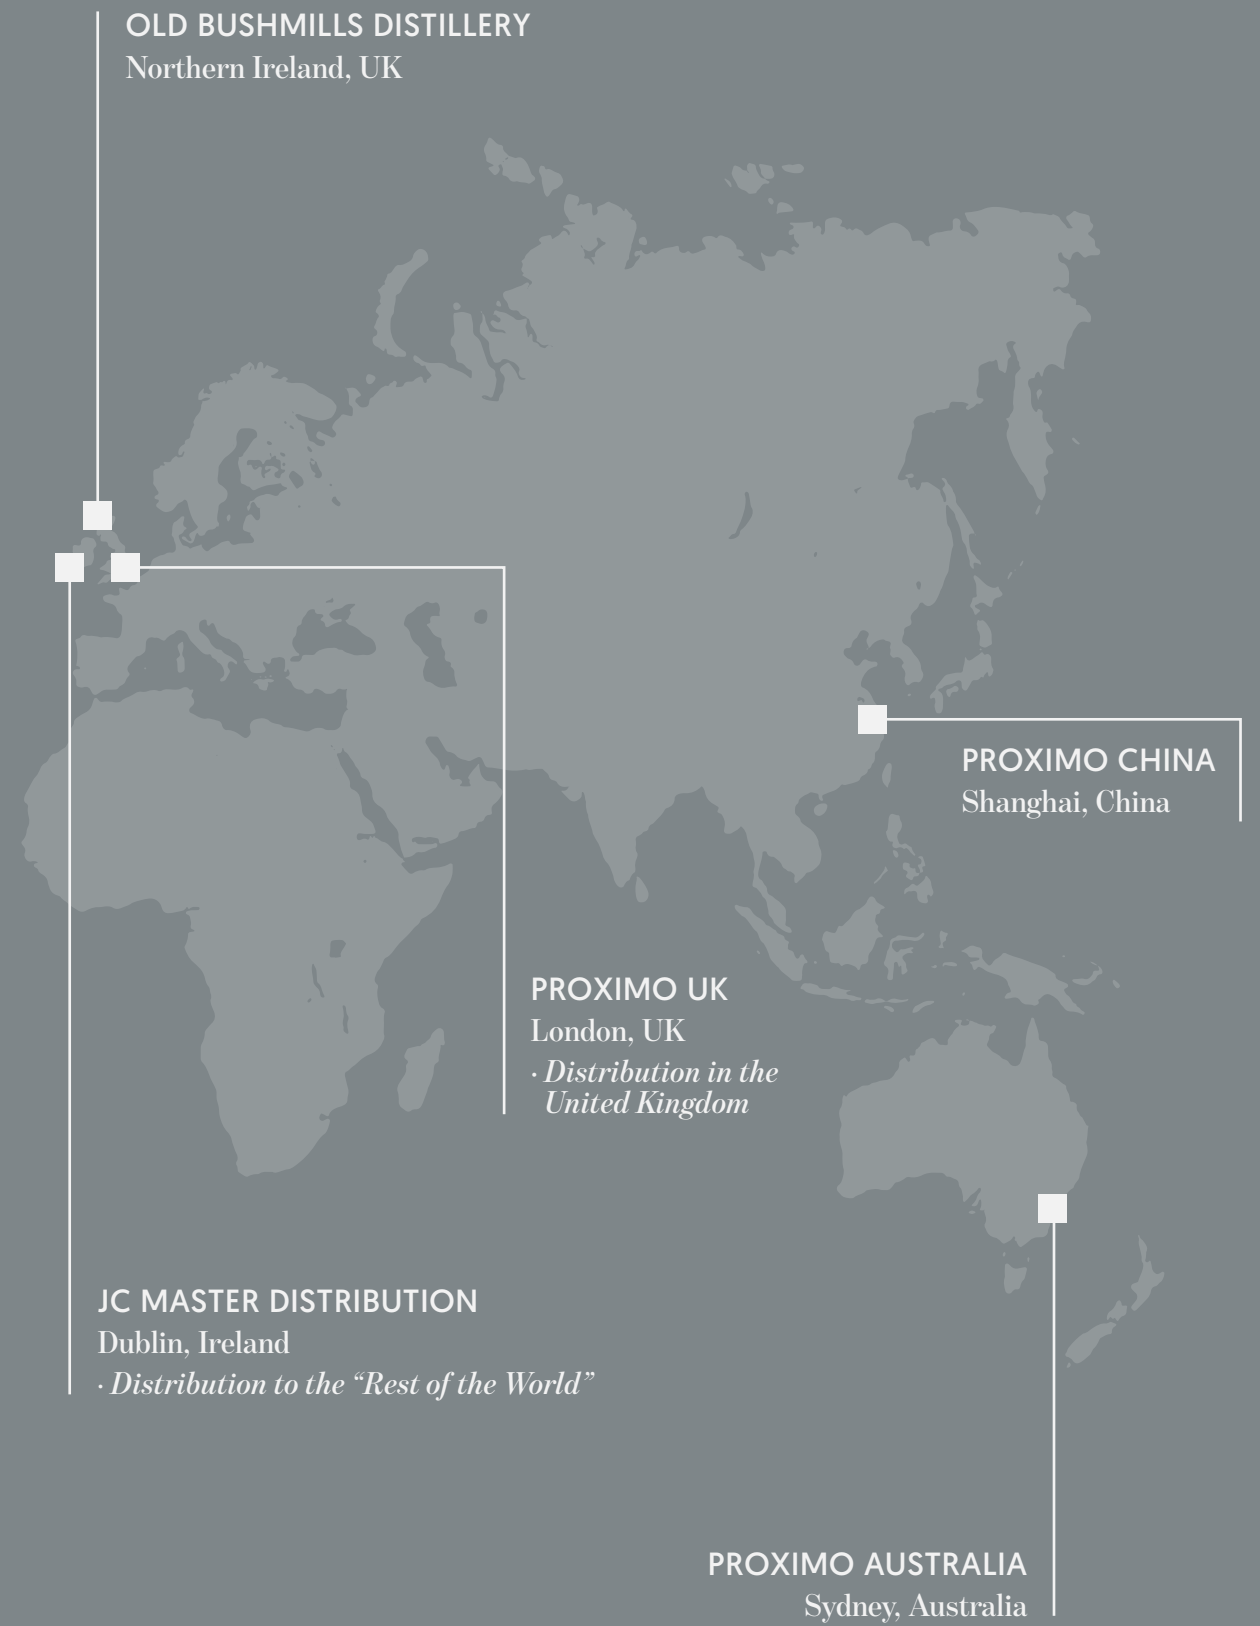 OLD BUSHMILLS DISTILLERY
Northern Ireland, UK
PROXIMO CHINA
Shanghai, China
PROXIMO UK
London, UK
· Distribution in the
United Kingdom
JC MASTER DISTRIBUTION
Dublin, Ireland
· Distribution to the “Rest of the World”
PROXIMO AUSTRALIA
Sydney, Australia